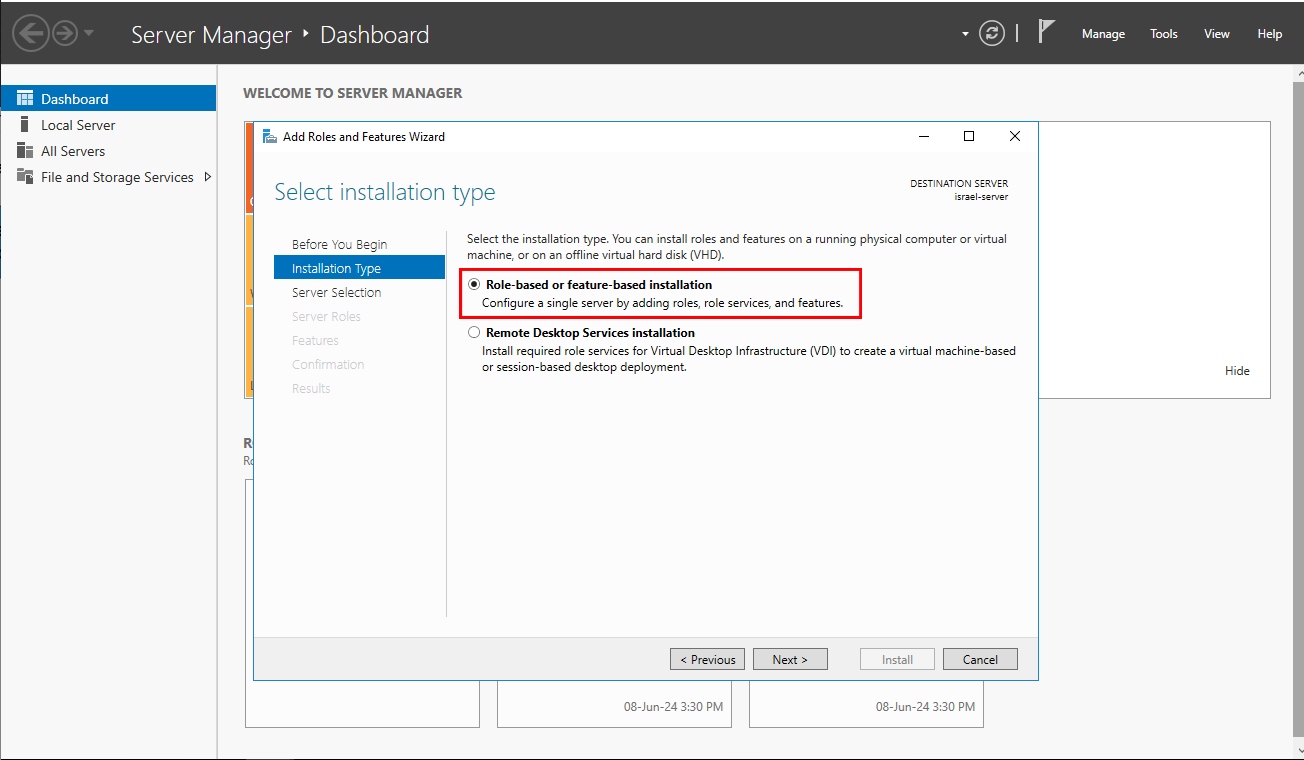 Server Manager ‣ Dashboard
Manage Tools View Help
Dashboard
Local Server
All Servers
File and Storage Services
WELCOME TO SERVER MANAGER
Add Roles and Features Wizard
Select installation type
DESTINATION SERVER
israel-server
Before You Begin
Installation Type
Server Selection
Server Roles
Features
Confirmation
Results
Select the installation type. You can install roles and features on a running physical computer or virtual
machine, or on an offline virtual hard disk (VHD).
Role-based or feature-based installation
Configure a single server by adding roles, role services, and features.
Remote Desktop Services installation
Install required role services for Virtual Desktop Infrastructure (VDI) to create a virtual machine-based
or session-based desktop deployment.
Hide
< Previous Next > Install Cancel
08-Jun-24 3:30 PM 08-Jun-24 3:30 PM